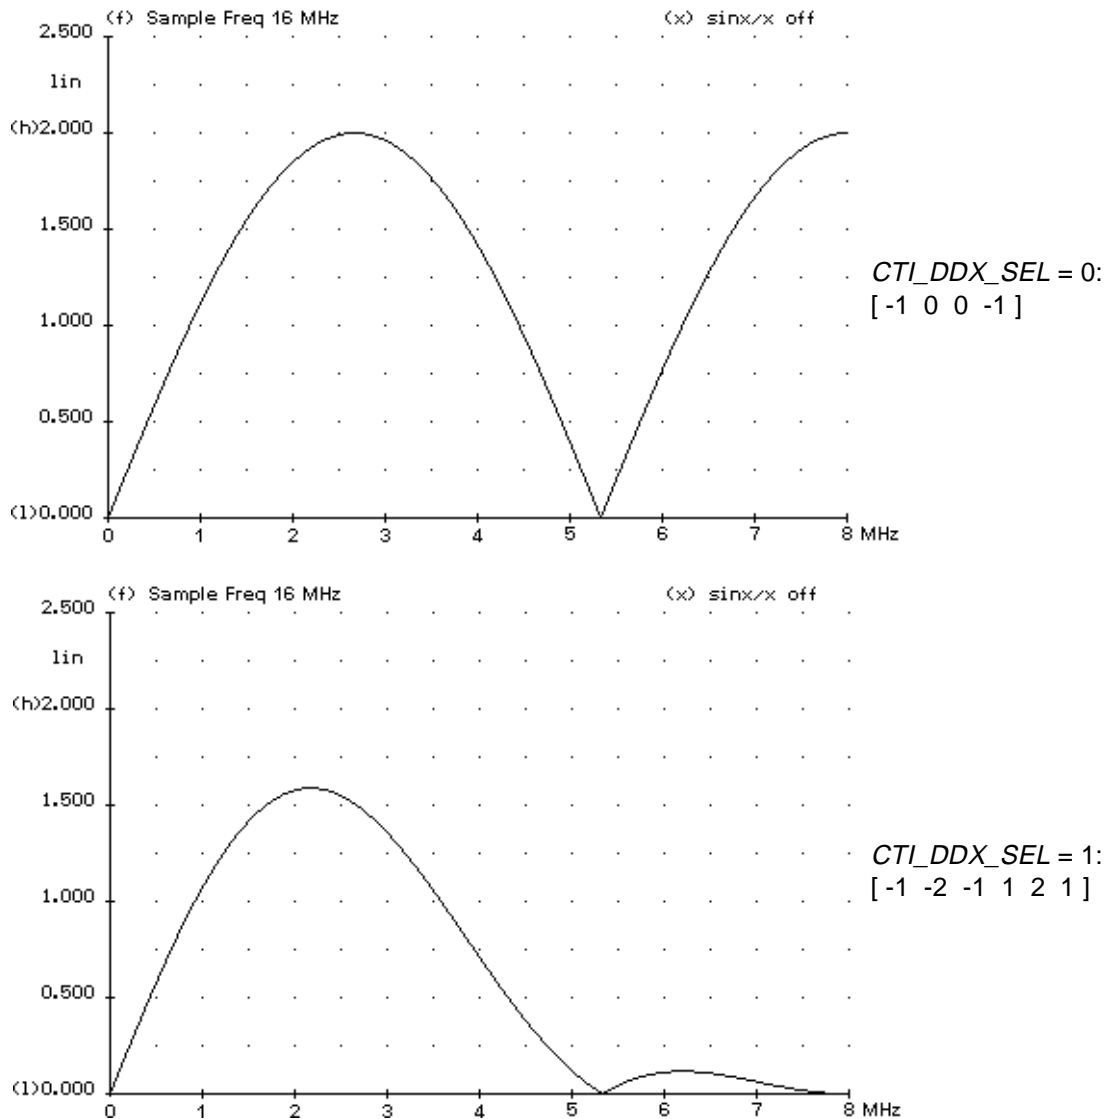 (f) Sample Freq 16 MHz (x) sinx/x off
2.500
lin
(h)2.000
1.500
1.000
0.500
(l)0.000
0 1 2 3 4 5 6 7 8 MHz
CTI_DDX_SEL = 0:
[ -1 0 0 -1 ]
(f) Sample Freq 16 MHz (x) sinx/x off
2.500
lin
(h)2.000
1.500
1.000
0.500
(l)0.000
0 1 2 3 4 5 6 7 8 MHz
CTI_DDX_SEL = 1:
[ -1 -2 -1 1 2 1 ]